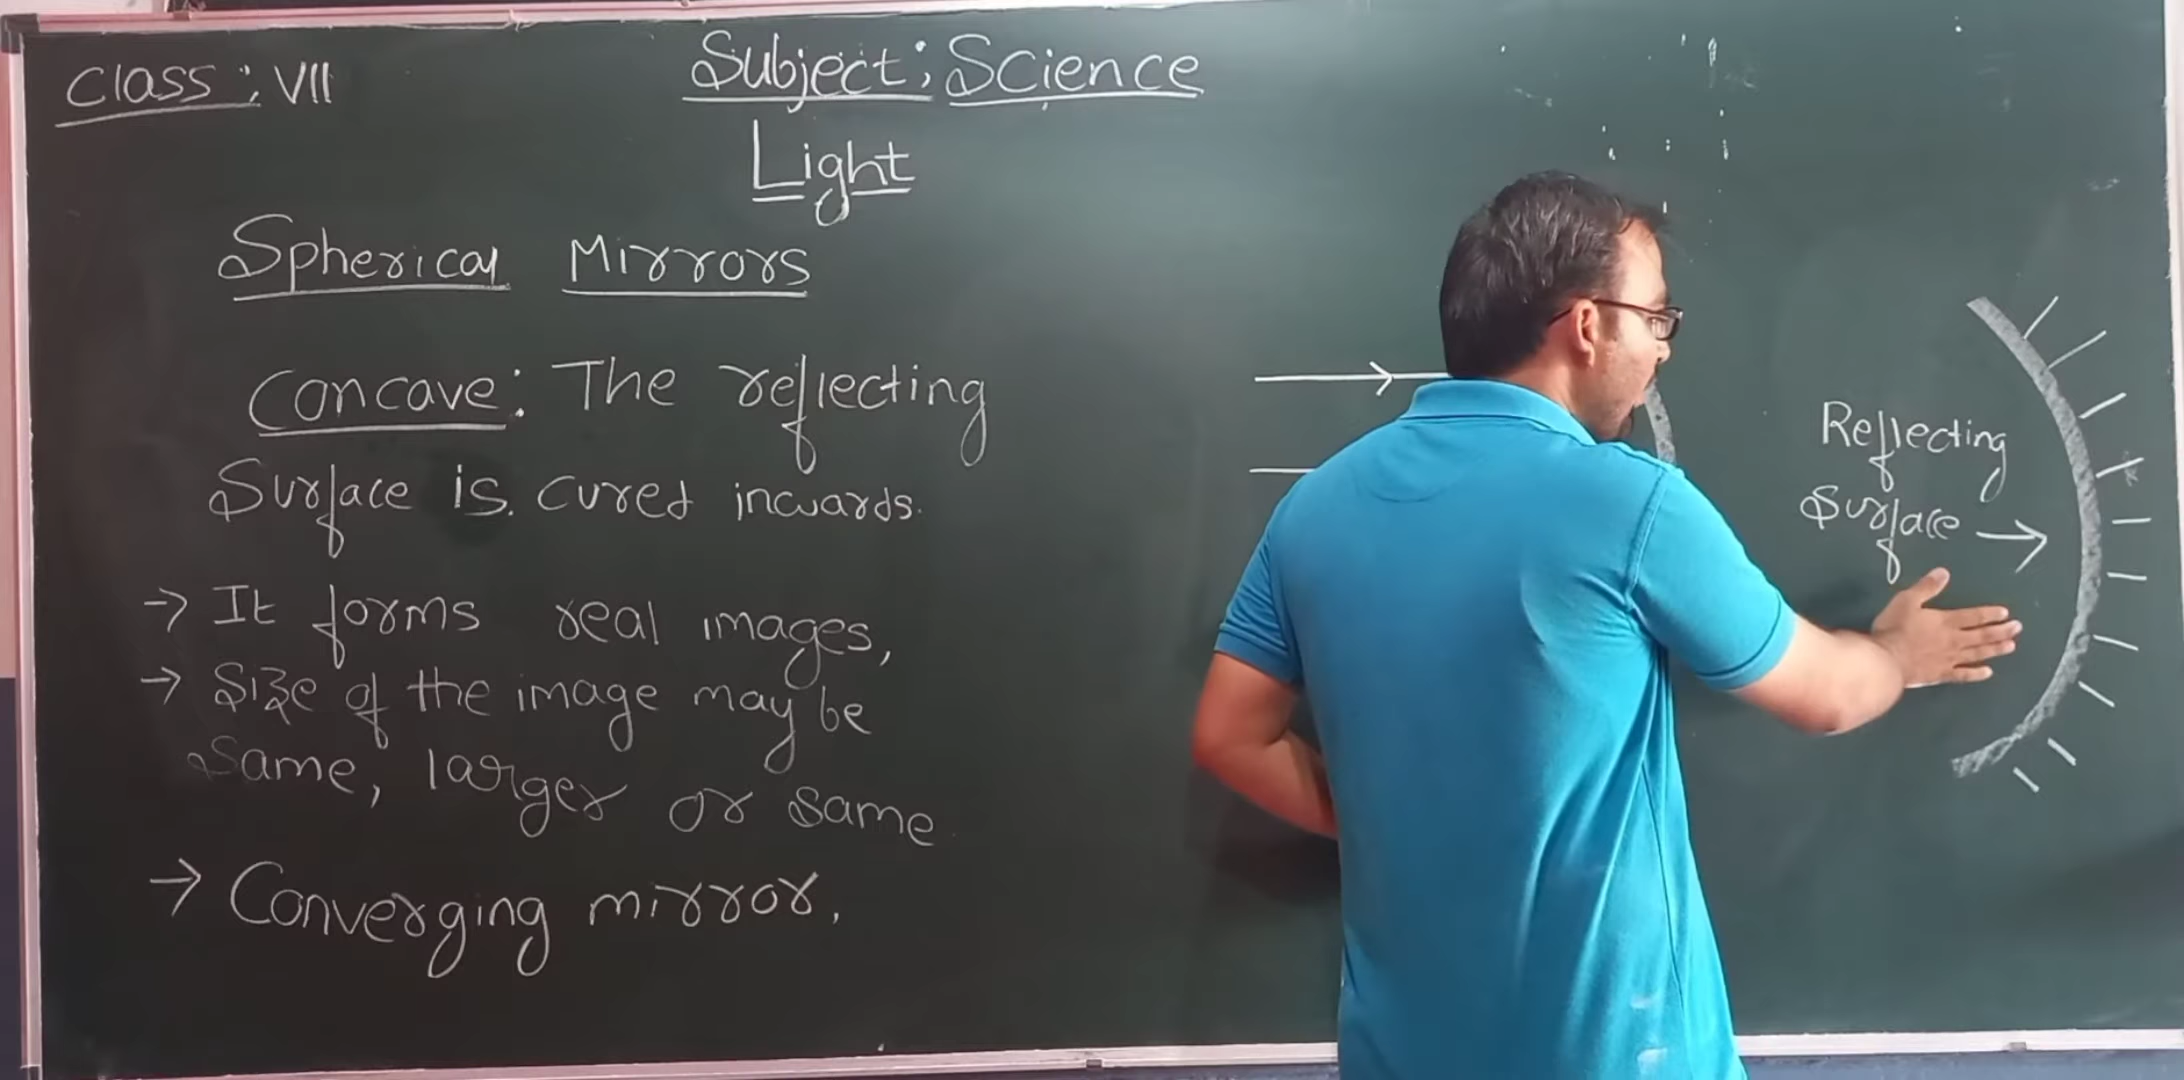 Class : VII
Subject : Science
Light
Spherical Mirrors
Concave : The reflecting
Surface is. cured inwards.
→ It forms real images,
→ Size of the image may be
Same, larger or same
→ Converging mirror.
Reflecting
Surface →